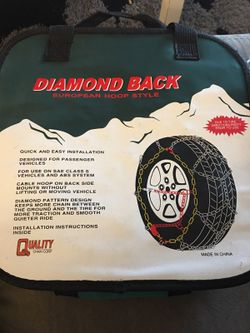 DIAMOND BACK
EUROPEAN HOOP STYLE
QUICK AND EASY INSTALLATION
DESIGNED FOR PASSENGER
VEHICLES
FOR USE ON SAE CLASS S
VEHICLES AND ABS SYSTEM
CABLE HOOP ON BACK SIDE
MOUNTS WITHOUT
LIFTING OR MOVING VEHICLE
DIAMOND PATTERN DESIGN
KEEPS MORE CHAIN BETWEEN
THE GROUND AND THE TIRE FOR
MORE TRACTION AND SMOOTH
QUIETER RIDE
INSTALLATION INSTRUCTIONS
INSIDE
QUALITY
CHAIN CORP
MADE IN CHINA